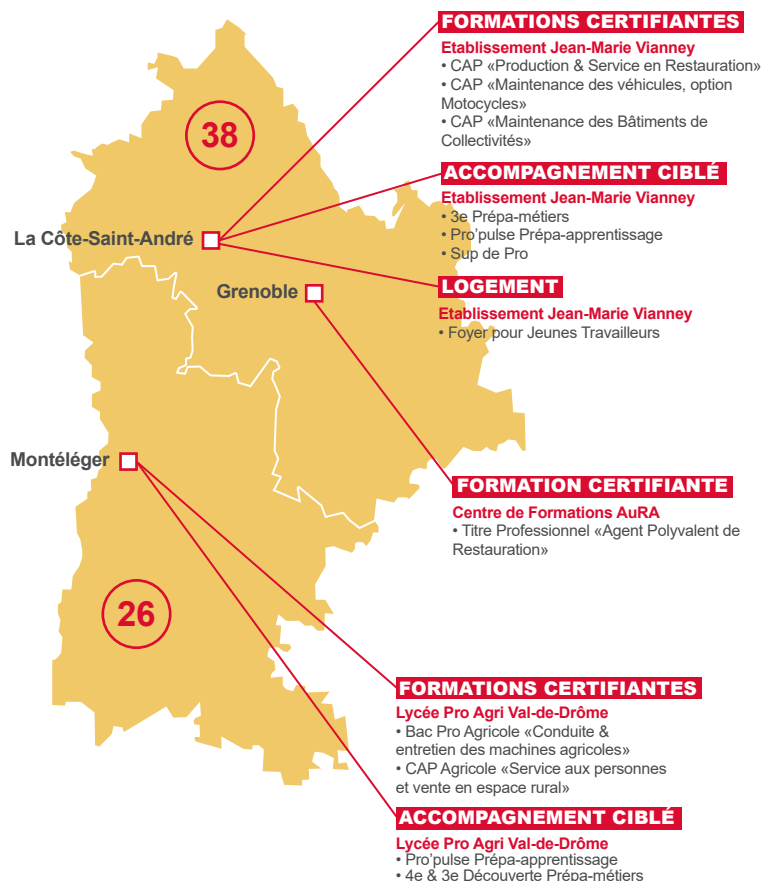 FORMATIONS CERTIFIANTES
Etablissement Jean-Marie Vianney
• CAP «Production & Service en Restauration»
• CAP «Maintenance des véhicules, option
Motocycles»
• CAP «Maintenance des Bâtiments de
Collectivités»
38
ACCOMPAGNEMENT CIBLÉ
Etablissement Jean-Marie Vianney
• 3e Prépa-métiers
• Pro'pulse Prépa-apprentissage
• Sup de Pro
La Côte-Saint-André
LOGEMENT
Etablissement Jean-Marie Vianney
• Foyer pour Jeunes Travailleurs
Grenoble
Montéléger
FORMATION CERTIFIANTE
Centre de Formations AuRA
• Titre Professionnel «Agent Polyvalent de
Restauration»
26
FORMATIONS CERTIFIANTES
Lycée Pro Agri Val-de-Drôme
• Bac Pro Agricole «Conduite &
entretien des machines agricoles»
• CAP Agricole «Service aux personnes
et vente en espace rural»
ACCOMPAGNEMENT CIBLÉ
Lycée Pro Agri Val-de-Drôme
• Pro'pulse Prépa-apprentissage
• 4e & 3e Découverte Prépa-métiers